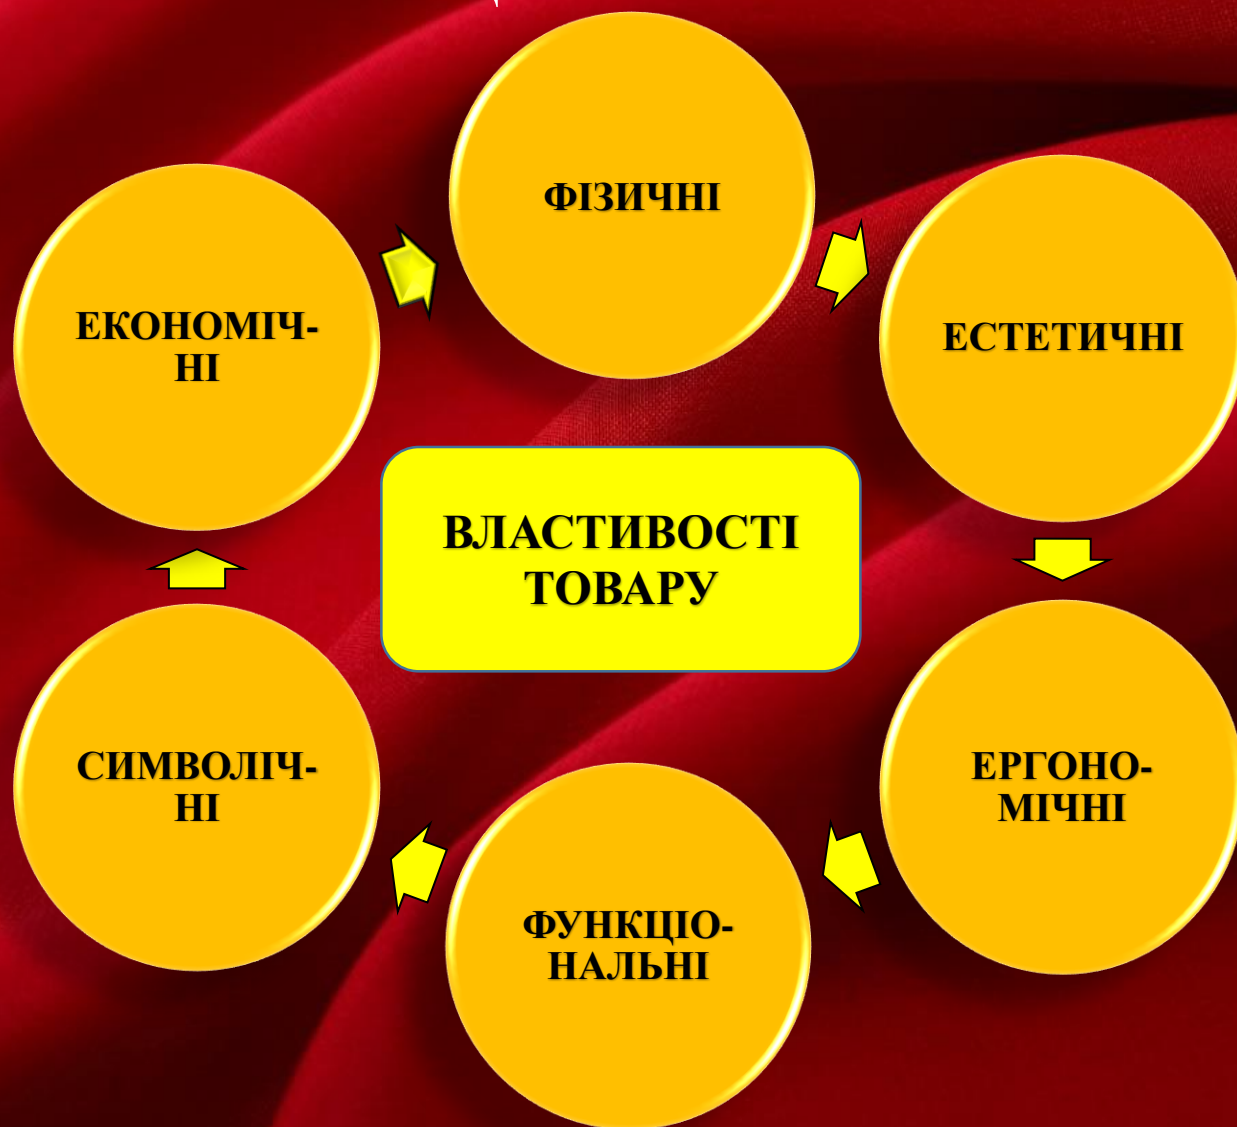 ФІЗИЧНІ
ЕСТЕТИЧНІ
ЕРГОНО-
МІЧНІ
ФУНКЦІО-
НАЛЬНІ
СИМВОЛІЧ-
НІ
ЕКОНОМІЧ-
НІ
ВЛАСТИВОСТІ
ТОВАРУ